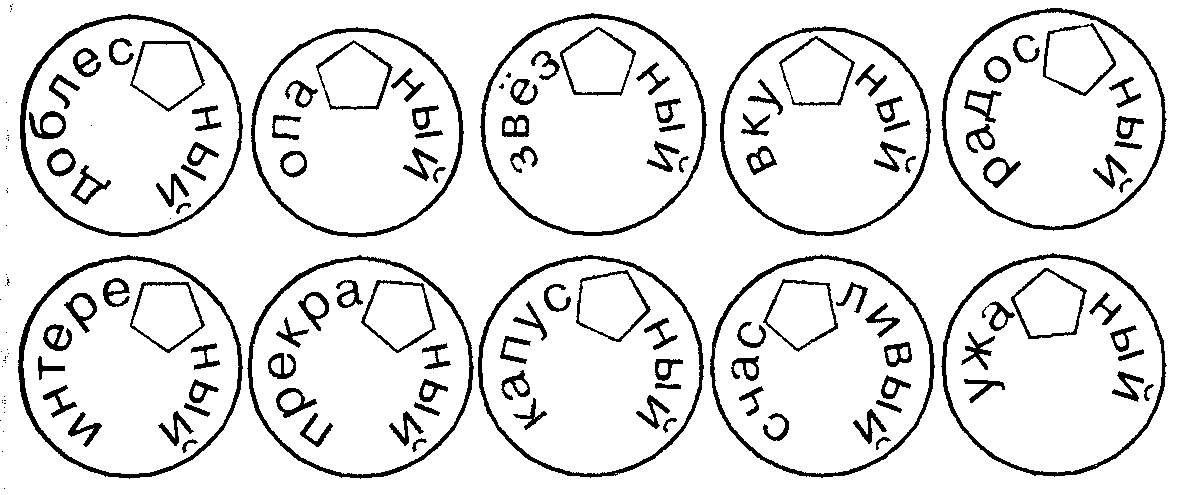 доблес ный
опа ный
звёз ный
вку ный
радос ный
интере ный
прекра ный
капус ный
счас ливый
ужа ный